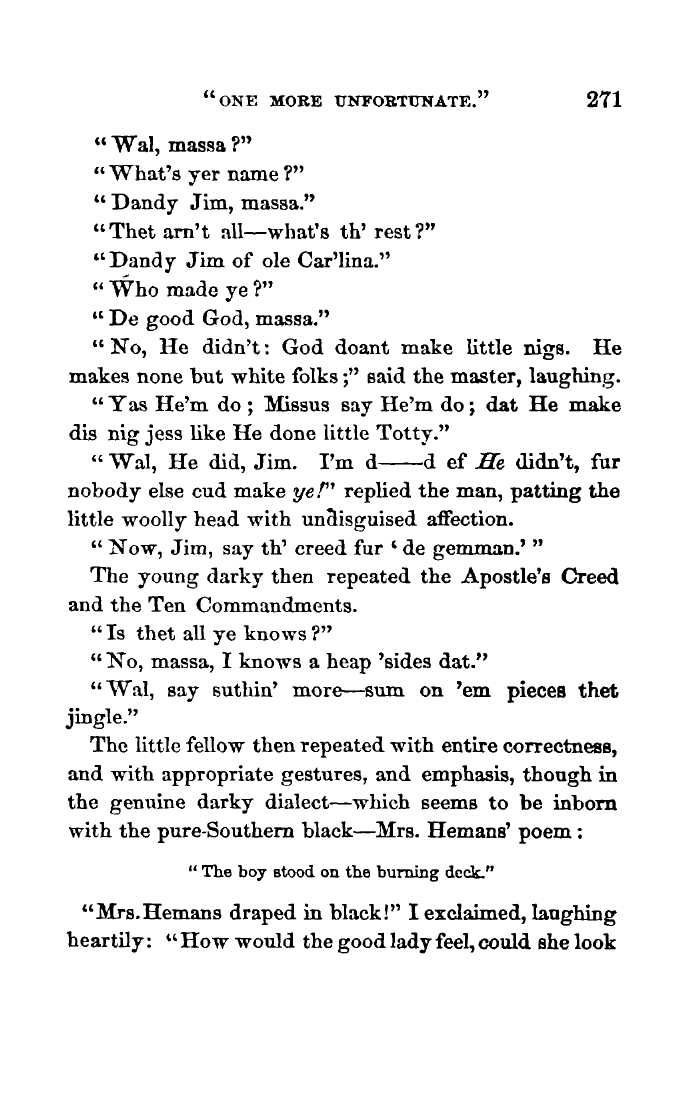 "ONE MORE UNFORTUNATE." 271
"Wal, massa?"
"What's yer name?"
"Dandy Jim, massa."
"Thet arn't all—what's th' rest?"
"Dandy Jim of ole Car'lina."
"Who made ye?"
"De good God, massa."
"No, He didn't: God doant make little nigs. He
makes none but white folks;" said the master, laughing.
"Yas He'm do; Missus say He'm do; dat He make
dis nig jess like He done little Totty."
"Wal, He did, Jim. I'm d——d ef He didn't, fur
nobody else cud make ye!" replied the man, patting the
little woolly head with undisguised affection.
"Now, Jim, say th' creed fur 'de gemman.'"
The young darky then repeated the Apostle's Creed
and the Ten Commandments.
"Is thet all ye knows?"
"No, massa, I knows a heap 'sides dat."
"Wal, say suthin' more—sum on 'em pieces thet
jingle."
The little fellow then repeated with entire correctness,
and with appropriate gestures, and emphasis, though in
the genuine darky dialect—which seems to be inborn
with the pure-Southern black—Mrs. Hemans' poem:
"The boy stood on the burning deck."
"Mrs. Hemans draped in black!" I exclaimed, laughing
heartily: "How would the good lady feel, could she look